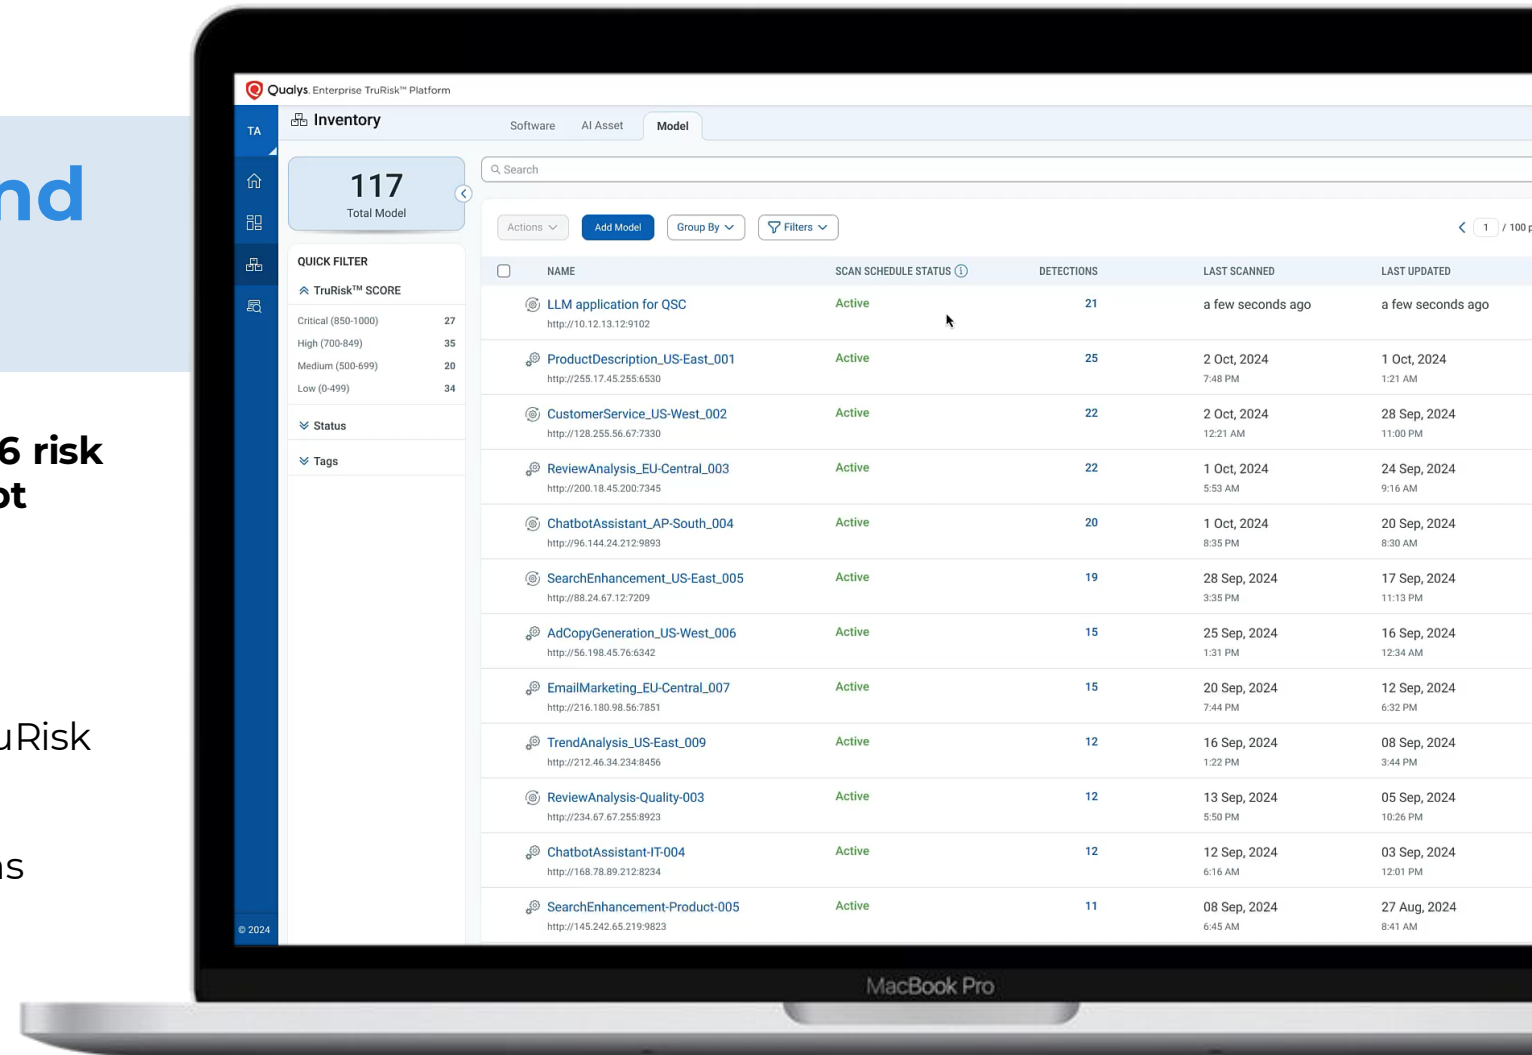 nd
6 risk
ot
uRisk
ns
Qualys. Enterprise TruRisk™ Platform
TA
Inventory
Software
AI Asset
Model
117
Total Model
Search
Actions
Add Model
Group By
Filters
1 / 100 p
QUICK FILTER
TruRisk™ SCORE
Critical (850-1000) 27
High (700-849) 35
Medium (500-699) 20
Low (0-499) 34
Status
Tags
NAME SCAN SCHEDULE STATUS DETECTIONS LAST SCANNED LAST UPDATED
LLM application for QSC Active 21 a few seconds ago a few seconds ago
http://10.12.13.12:9102
ProductDescription_US-East_001 Active 25 2 Oct, 2024 1 Oct, 2024
http://255.17.45.255:6530 7:48 PM 1:21 AM
CustomerService_US-West_002 Active 22 2 Oct, 2024 28 Sep, 2024
http://128.255.56.67:7330 12:21 AM 11:00 PM
ReviewAnalysis_EU-Central_003 Active 22 1 Oct, 2024 24 Sep, 2024
http://200.18.45.200:7345 5:53 AM 9:16 AM
ChatbotAssistant_AP-South_004 Active 20 1 Oct, 2024 20 Sep, 2024
http://96.144.24.212:9893 8:35 PM 8:30 AM
SearchEnhancement_US-East_005 Active 19 28 Sep, 2024 17 Sep, 2024
http://88.24.67.12:7209 3:35 PM 11:13 PM
AdCopyGeneration_US-West_006 Active 15 25 Sep, 2024 16 Sep, 2024
http://56.198.45.76:6342 1:31 PM 12:34 AM
EmailMarketing_EU-Central_007 Active 15 20 Sep, 2024 12 Sep, 2024
http://216.180.98.56:7851 7:44 PM 6:32 PM
TrendAnalysis_US-East_009 Active 12 16 Sep, 2024 08 Sep, 2024
http://212.46.34.234:8456 1:22 PM 3:44 PM
ReviewAnalysis-Quality-003 Active 12 13 Sep, 2024 05 Sep, 2024
http://234.67.67.255:8923 5:50 PM 10:26 PM
ChatbotAssistant-IT-004 Active 12 12 Sep, 2024 03 Sep, 2024
http://168.78.89.212:8234 6:16 AM 12:01 PM
SearchEnhancement-Product-005 Active 11 08 Sep, 2024 27 Aug, 2024
http://145.242.65.219:9823 6:45 AM 8:41 AM
© 2024
MacBook Pro